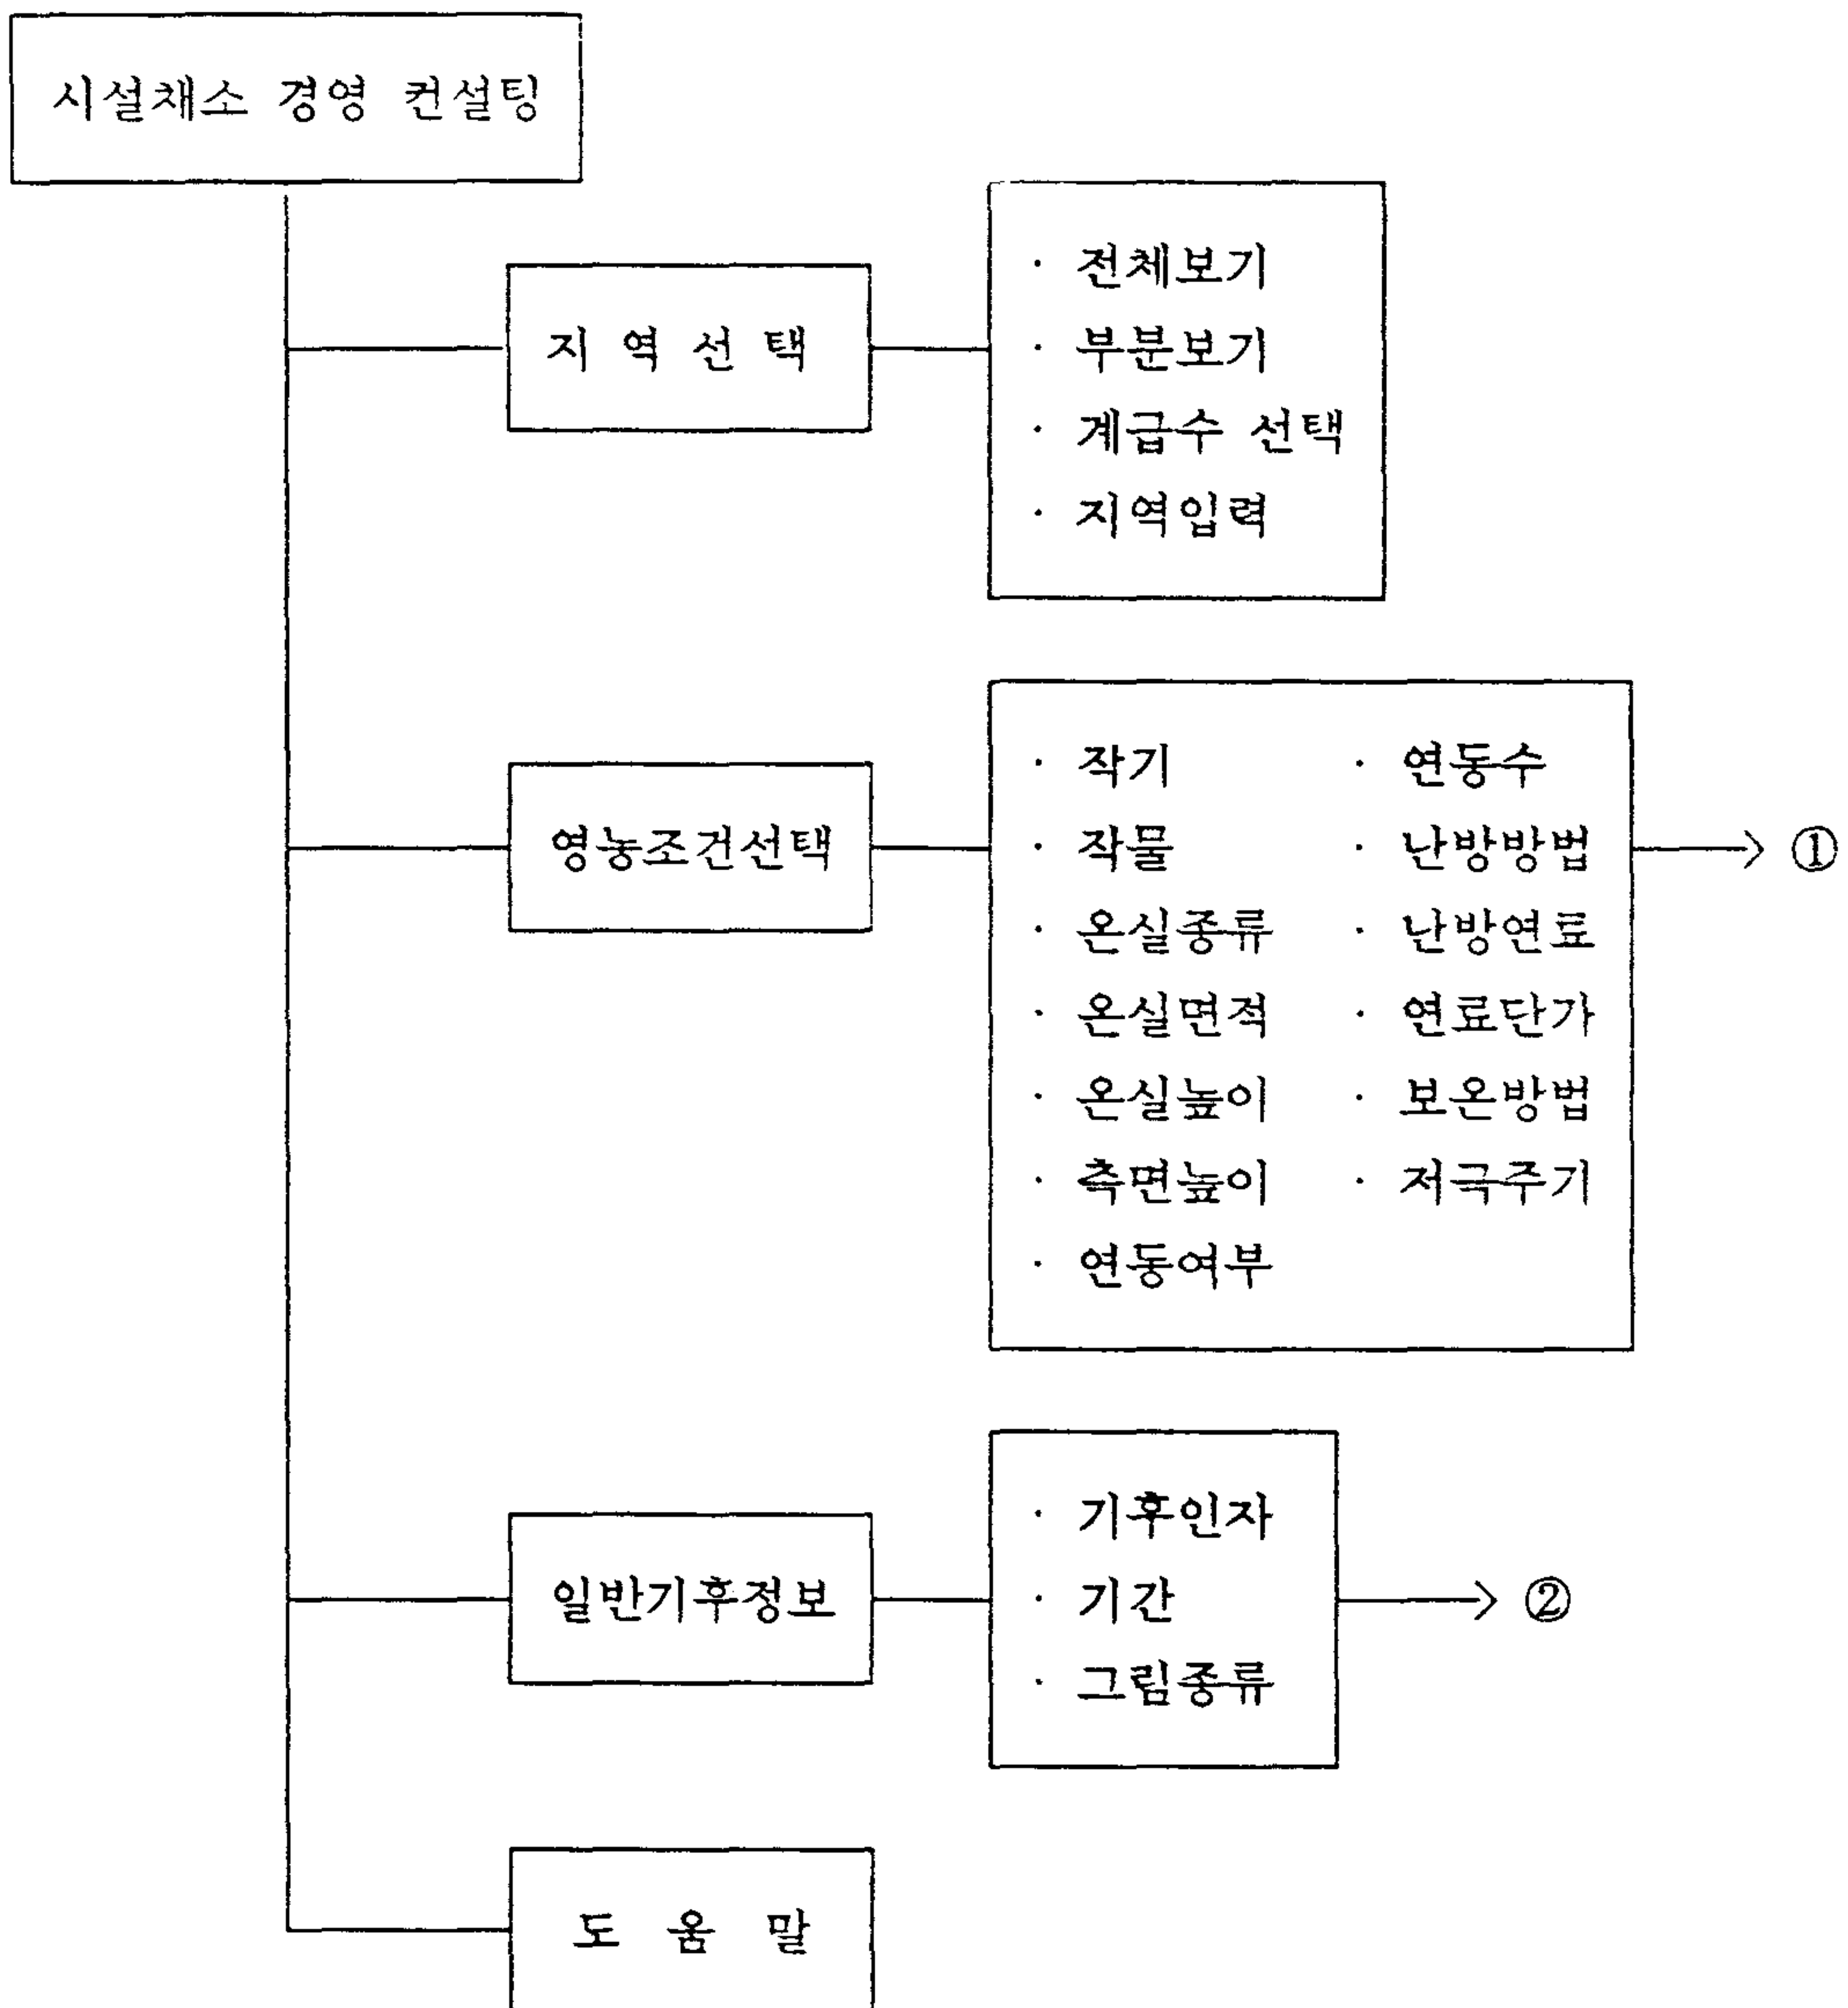 시설채소 경영 컨설팅
지 역 선 택
· 전체보기
· 부분보기
· 계급수 선택
· 지역입력
영농조건선택
· 작기
· 작물
· 온실종류
· 온실면적
· 온실높이
· 측면높이
· 연동여부
· 연동수
· 난방방법
· 난방연료
· 연료단가
· 보온방법
· 저극주기
①
일반기후정보
· 기후인자
· 기간
· 그림종류
②
도 움 말